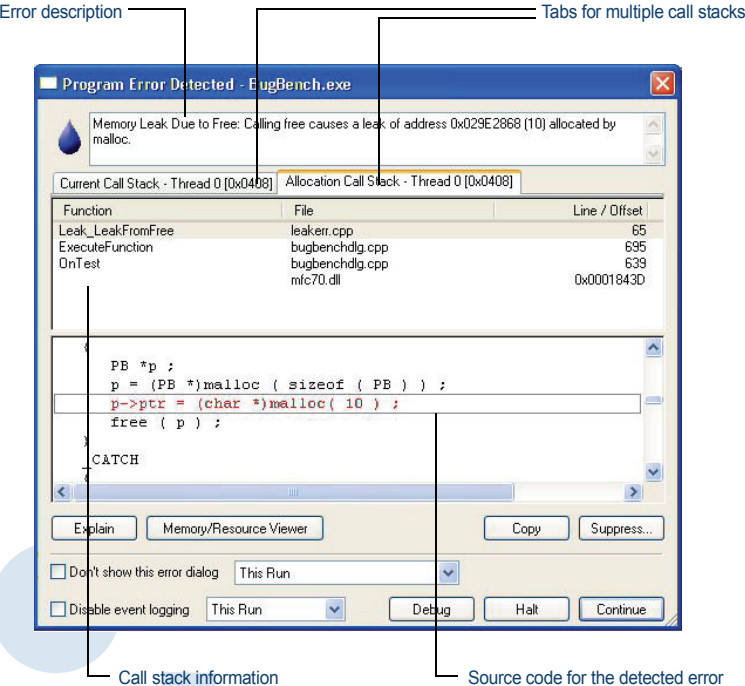 Error description
Tabs for multiple call stacks
Program Error Detected - BugBench.exe
Memory Leak Due to Free: Calling free causes a leak of address 0x029E2868 (10) allocated by
malloc.
Current Call Stack - Thread 0 [0x0408] Allocation Call Stack - Thread 0 [0x0408]
Function File Line / Offset
Leak_LeakFromFree leakerr.cpp 65
ExecuteFunction bugbenchdlg.cpp 695
OnTest bugbenchdlg.cpp 639
mfc70.dll 0x0001843D
{
PB *p ;
p = (PB *)malloc ( sizeof ( PB ) ) ;
p->ptr = (char *)malloc( 10 ) ;
free ( p ) ;
}
_CATCH
{
Explain Memory/Resource Viewer Copy Suppress...
Don't show this error dialog This Run
Disable event logging This Run Debug Halt Continue
Call stack information
Source code for the detected error